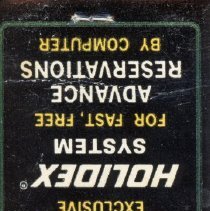 EXCLUSIVE
HOLIDEX®
SYSTEM
FOR FAST, FREE
ADVANCE
RESERVATIONS
BY COMPUTER